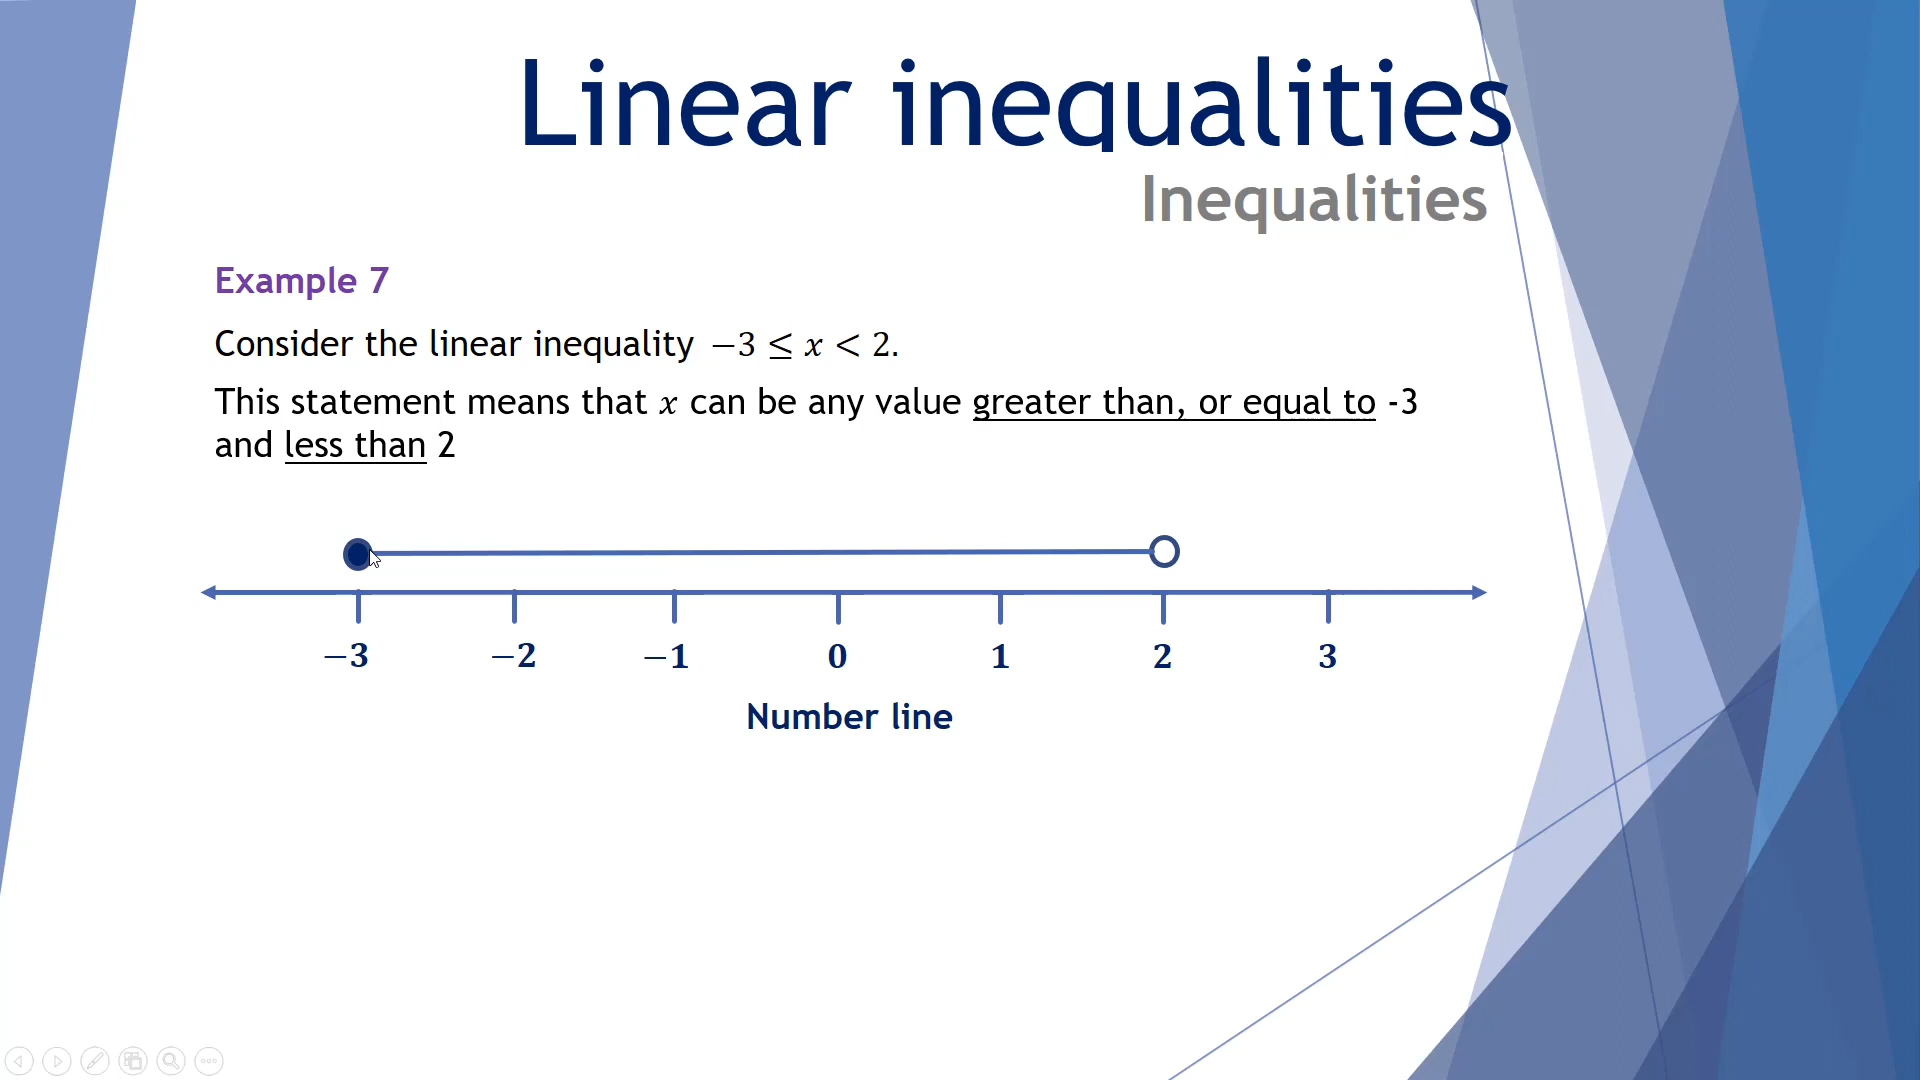 Linear inequalities
Inequalities
Example 7
Consider the linear inequality −3 ≤ x < 2.
This statement means that x can be any value greater than, or equal to -3
and less than 2
−3 −2 −1 0 1 2 3
Number line